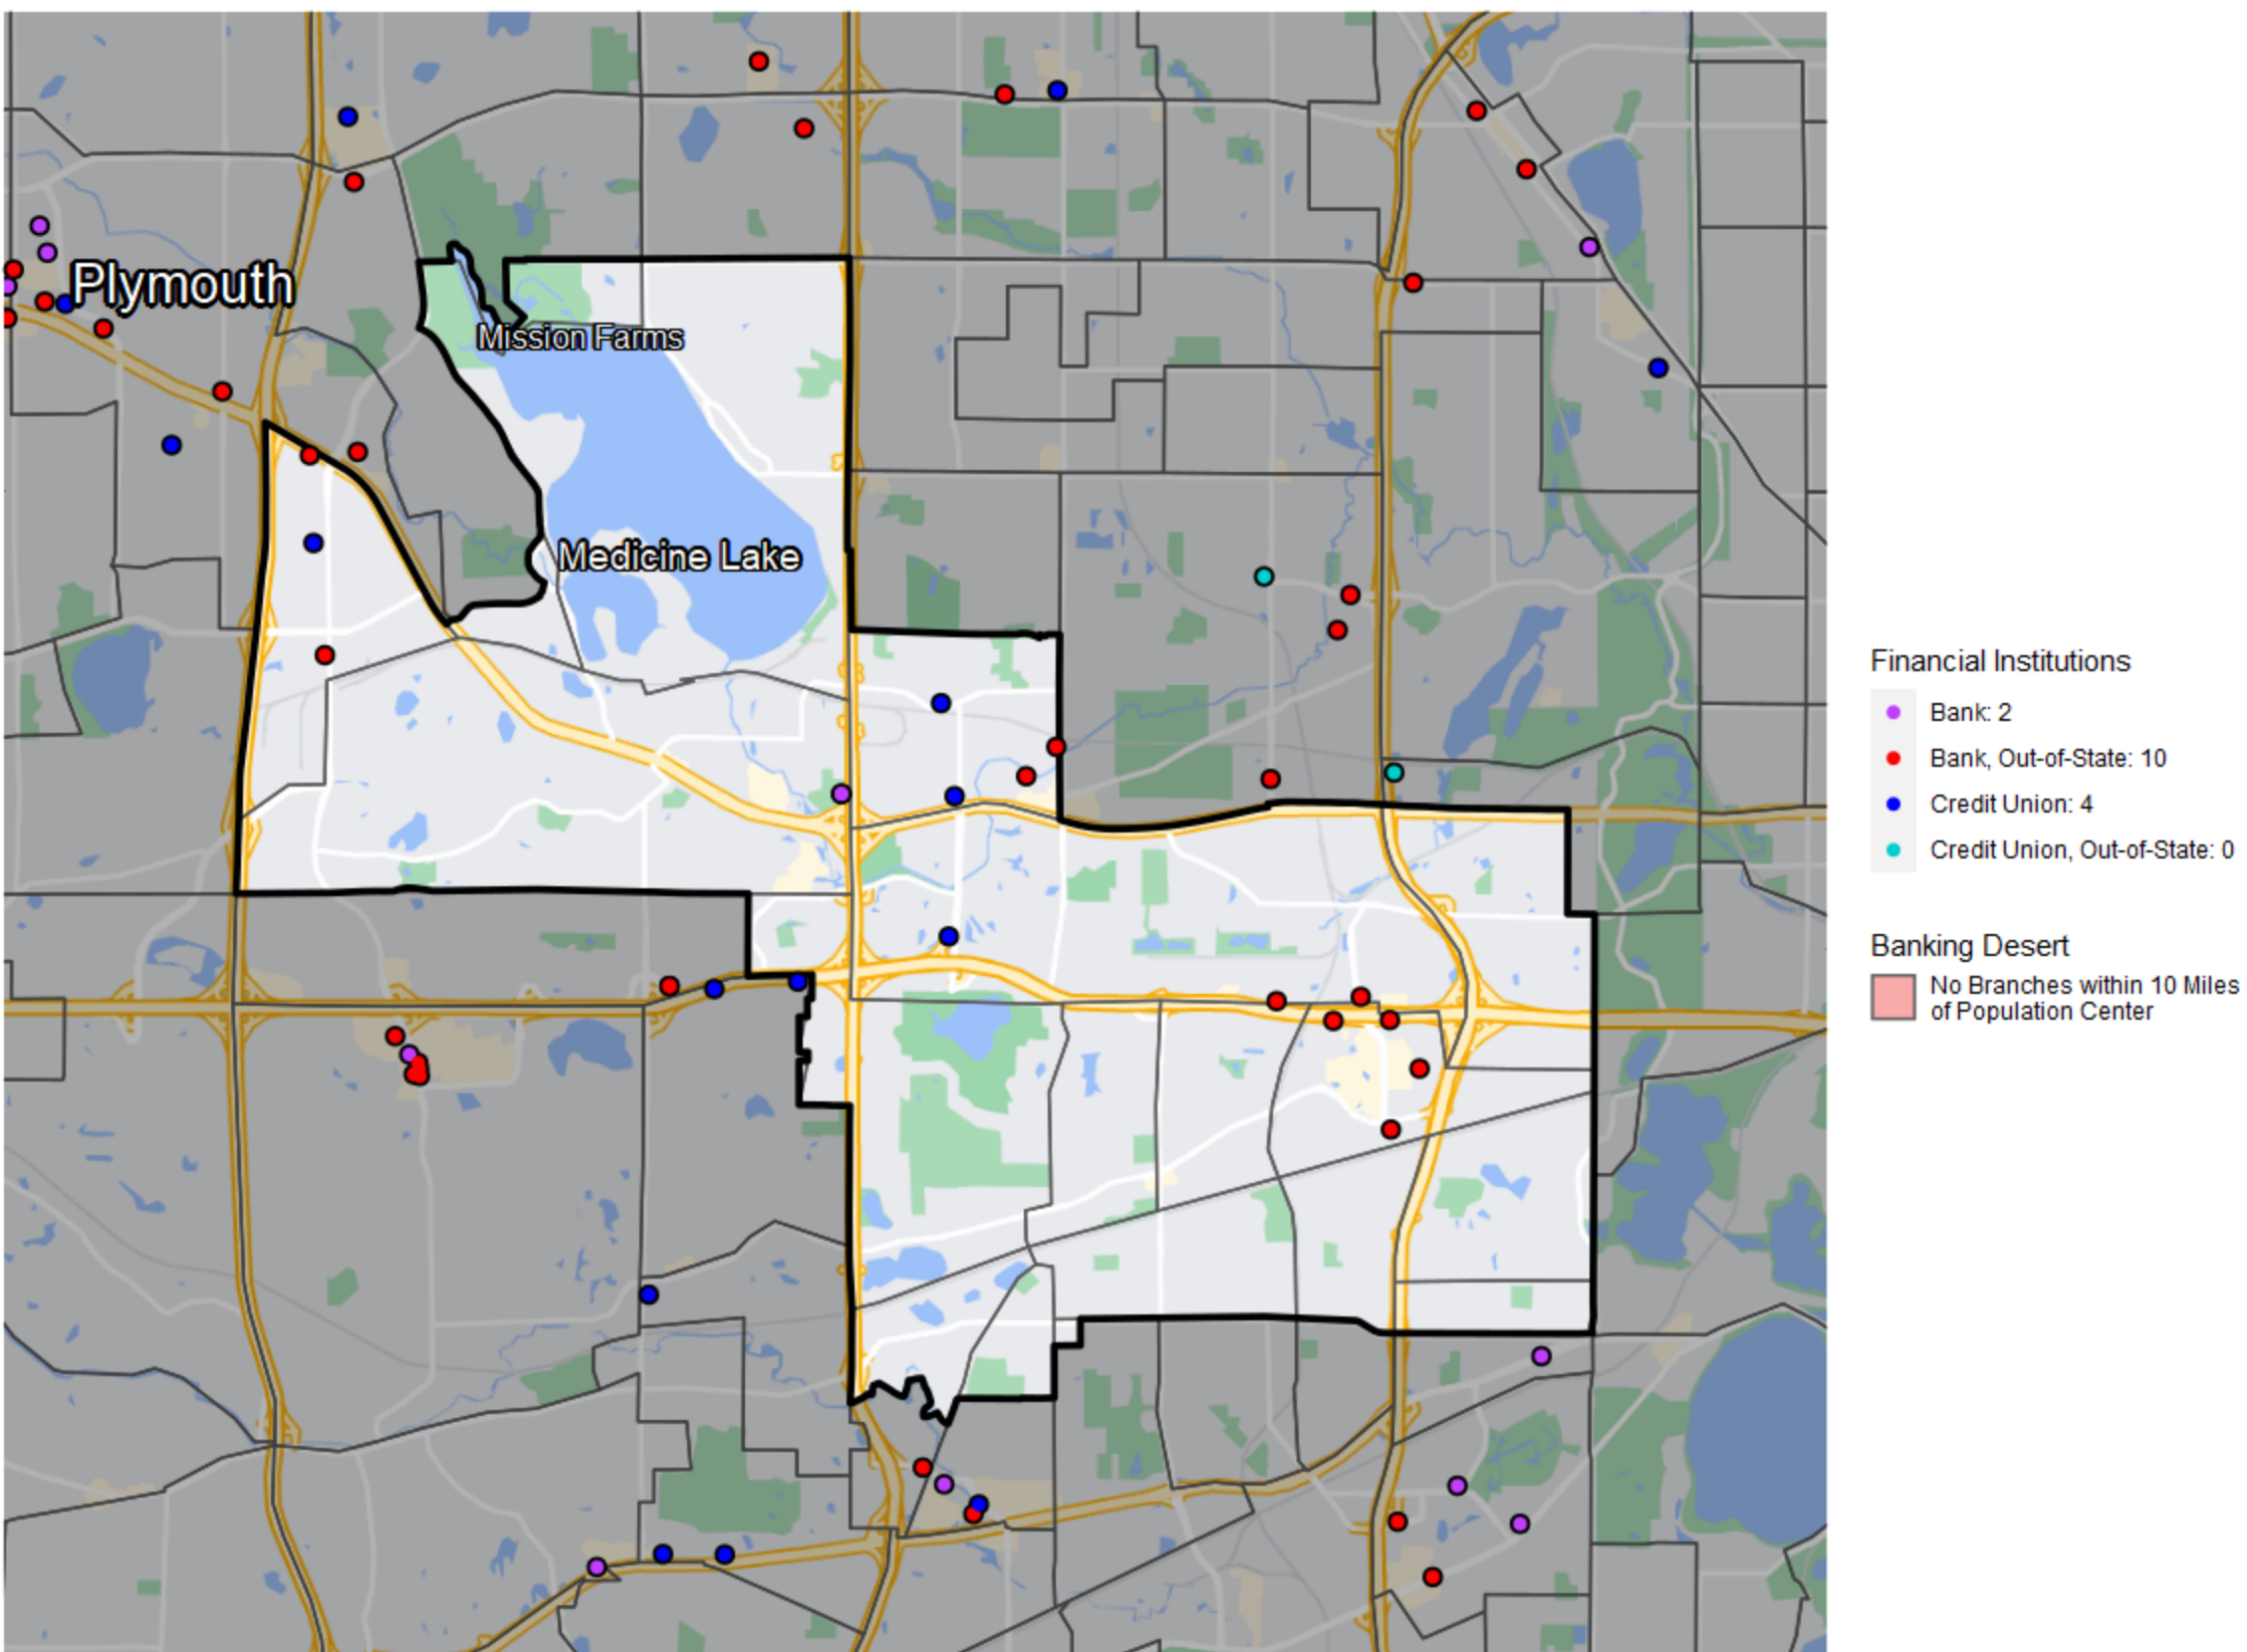 Plymouth
Mission Farms
Medicine Lake
Financial Institutions
Bank: 2
Bank, Out-of-State: 10
Credit Union: 4
Credit Union, Out-of-State: 0
Banking Desert
No Branches within 10 Miles
of Population Center